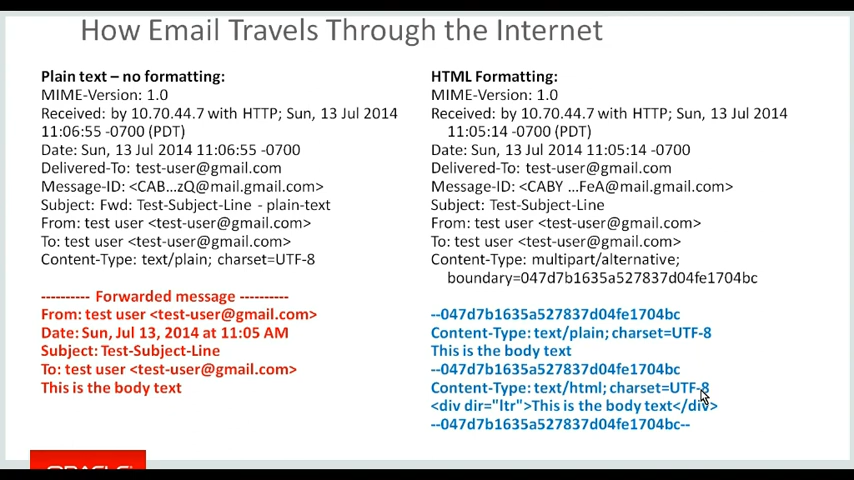 How Email Travels Through the Internet
Plain text – no formatting:
MIME-Version: 1.0
Received: by 10.70.44.7 with HTTP; Sun, 13 Jul 2014
11:06:55 -0700 (PDT)
Date: Sun, 13 Jul 2014 11:06:55 -0700
Delivered-To: test-user@gmail.com
Message-ID: <CAB...zQ@mail.gmail.com>
Subject: Fwd: Test-Subject-Line - plain-text
From: test user <test-user@gmail.com>
To: test user <test-user@gmail.com>
Content-Type: text/plain; charset=UTF-8
---------- Forwarded message ----------
From: test user <test-user@gmail.com>
Date: Sun, Jul 13, 2014 at 11:05 AM
Subject: Test-Subject-Line
To: test user <test-user@gmail.com>
This is the body text
HTML Formatting:
MIME-Version: 1.0
Received: by 10.70.44.7 with HTTP; Sun, 13 Jul 2014
11:05:14 -0700 (PDT)
Date: Sun, 13 Jul 2014 11:05:14 -0700
Delivered-To: test-user@gmail.com
Message-ID: <CABY ...FeA@mail.gmail.com>
Subject: Test-Subject-Line
From: test user <test-user@gmail.com>
To: test user <test-user@gmail.com>
Content-Type: multipart/alternative;
boundary=047d7b1635a527837d04fe1704bc
--047d7b1635a527837d04fe1704bc
Content-Type: text/plain; charset=UTF-8
This is the body text
--047d7b1635a527837d04fe1704bc
Content-Type: text/html; charset=UTF-8
<div dir="ltr">This is the body text</div>
--047d7b1635a527837d04fe1704bc--
ORACLE